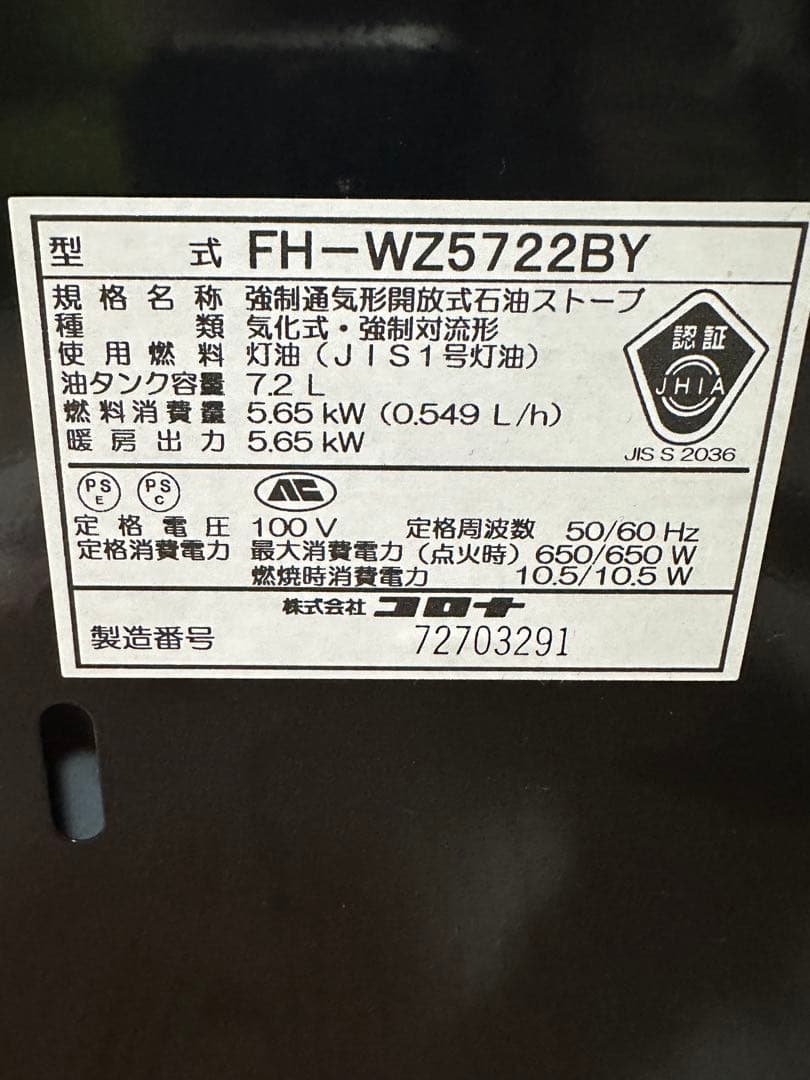 型式 FH-WZ5722BY
規格名称 強制通気形開放式石油ストーブ
種類 気化式・強制対流形
使用燃料 灯油(JIS1号灯油)
油タンク容量 7.2 L
燃料消費量 5.65 kW (0.549 L/h)
暖房出力 5.65 kW
認証
JHIA
JIS S 2036
PS E PS C
定格電圧 100 V 定格周波数 50/60 Hz
定格消費電力 最大消費電力(点火時) 650/650 W
燃焼時消費電力 10.5/10.5 W
株式会社 コロナ
製造番号 72703291